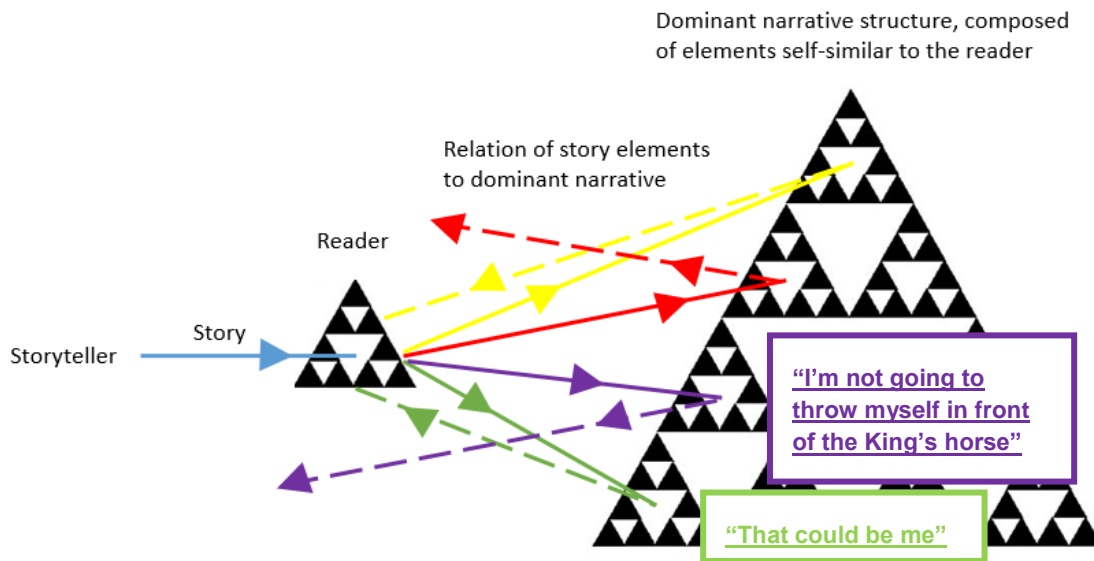 Dominant narrative structure, composed
of elements self-similar to the reader
Relation of story elements
to dominant narrative
Reader
Story
Storyteller
“I’m not going to
throw myself in front
of the King’s horse”
“That could be me”